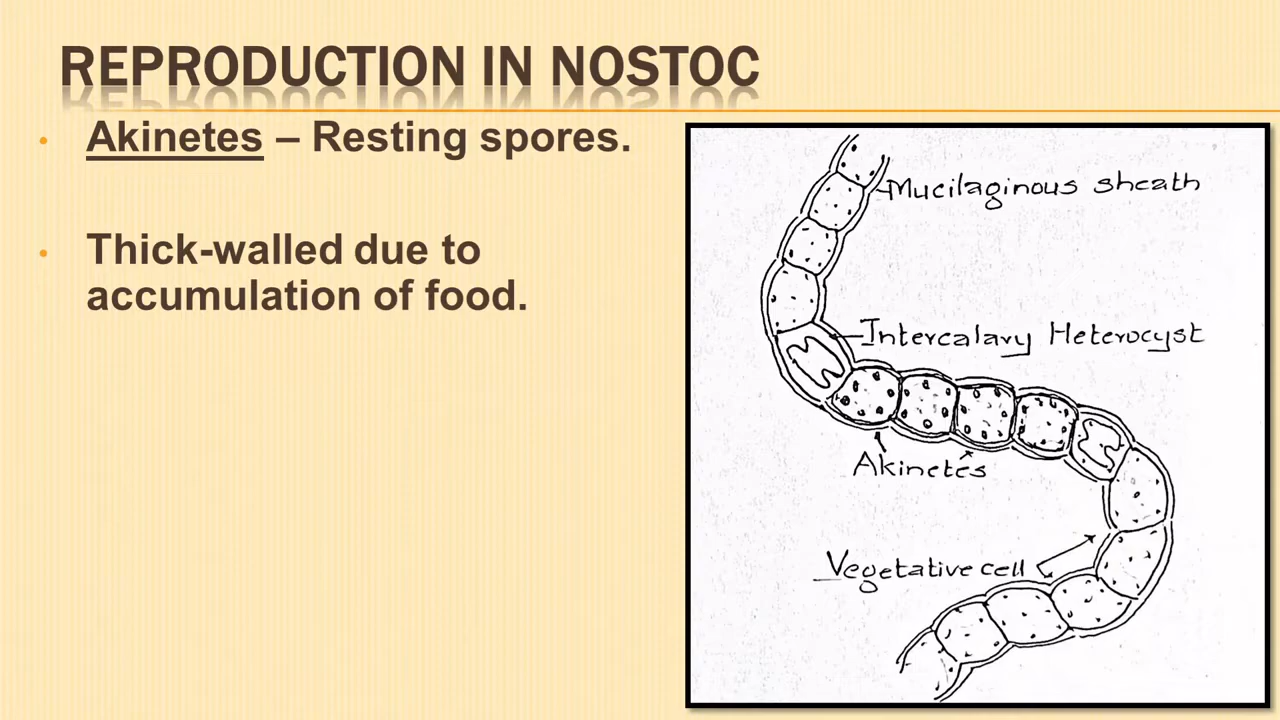 REPRODUCTION IN NOSTOC
• Akinetes – Resting spores.
• Thick-walled due to
accumulation of food.
Mucilaginous sheath
Intercalary Heterocyst
Akinetes
Vegetative cell